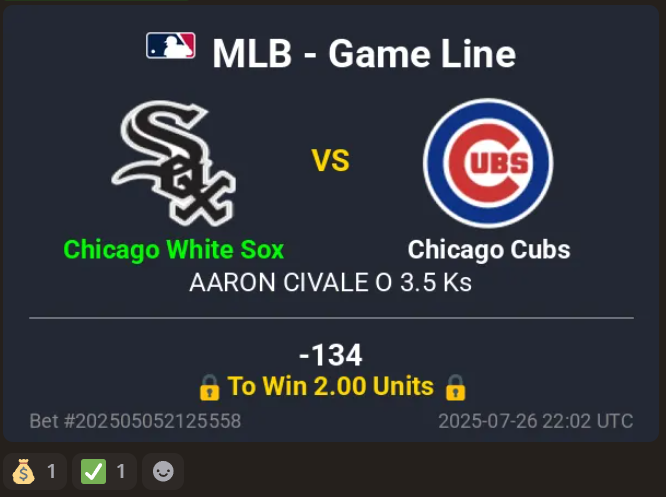 MLB - Game Line
Sox
VS
CUBS
Chicago White Sox
Chicago Cubs
AARON CIVALE O 3.5 Ks
-134
🔒 To Win 2.00 Units 🔒
Bet #202505052125558
2025-07-26 22:02 UTC
1
1